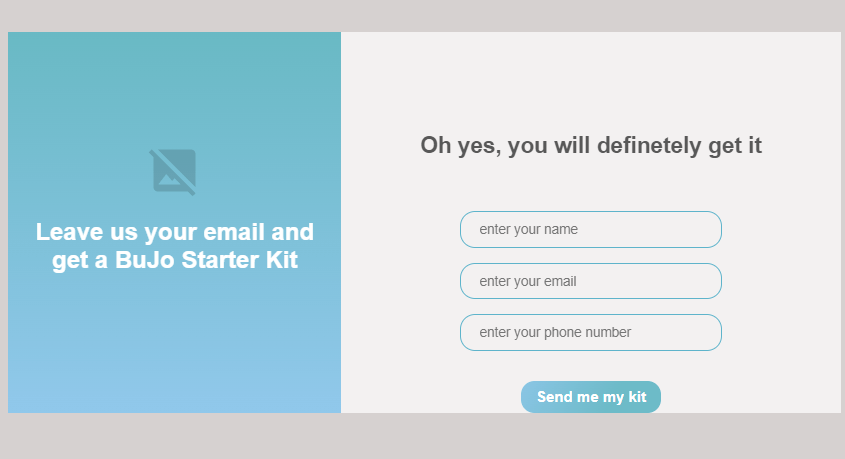 Leave us your email and
get a BuJo Starter Kit
Oh yes, you will definetely get it
enter your name
enter your email
enter your phone number
Send me my kit